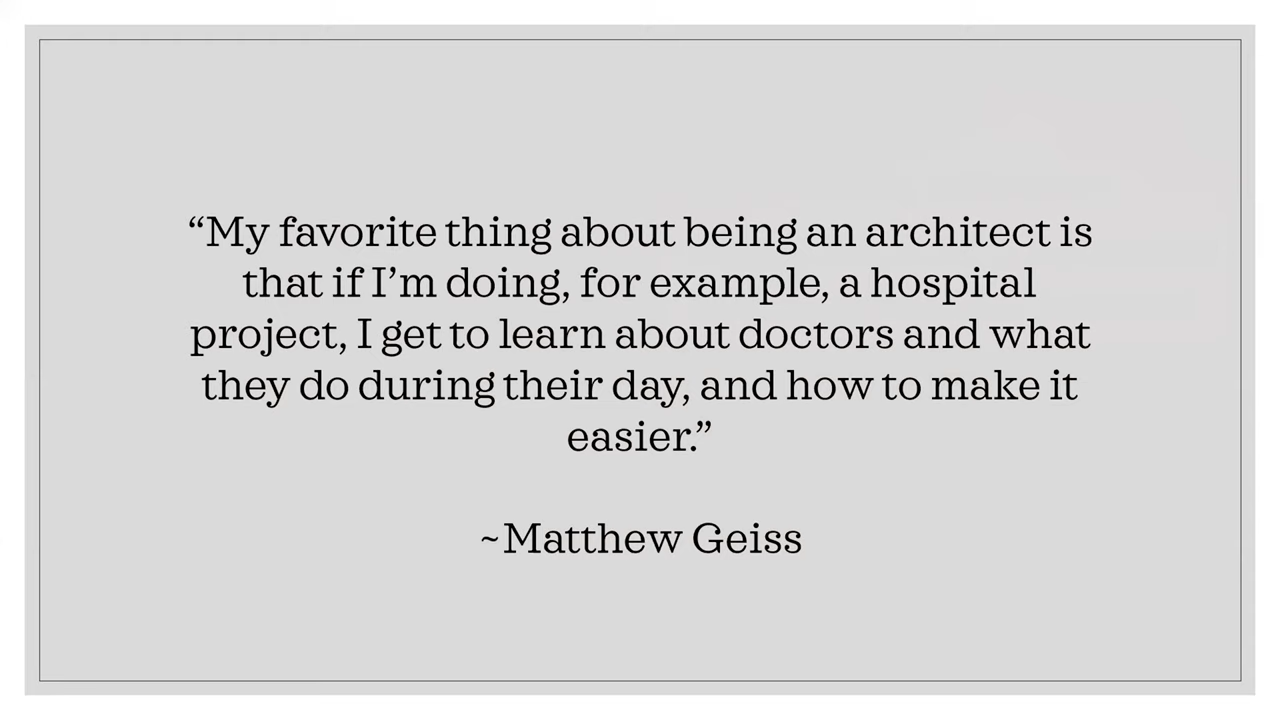 “My favorite thing about being an architect is
that if I’m doing, for example, a hospital
project, I get to learn about doctors and what
they do during their day, and how to make it
easier.”
~Matthew Geiss